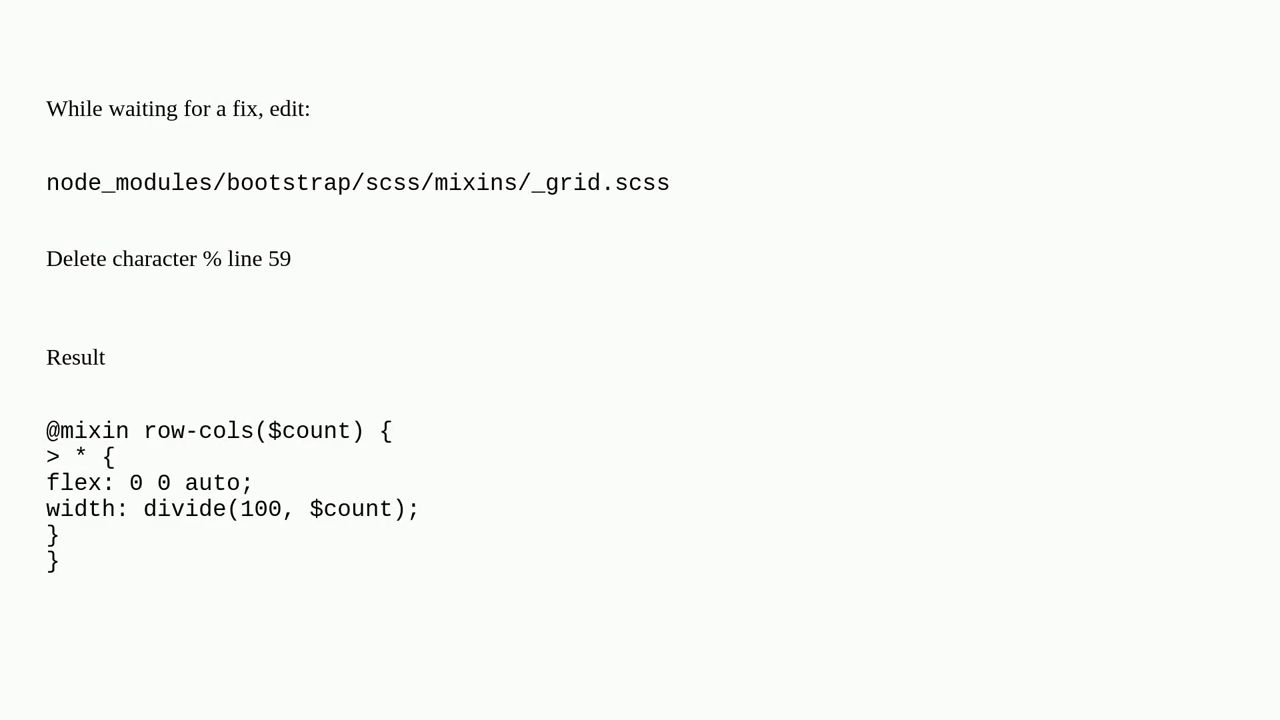 While waiting for a fix, edit:
node_modules/bootstrap/scss/mixins/_grid.scss
Delete character % line 59
Result
@mixin row-cols($count) {
> * {
flex: 0 0 auto;
width: divide(100, $count);
}
}